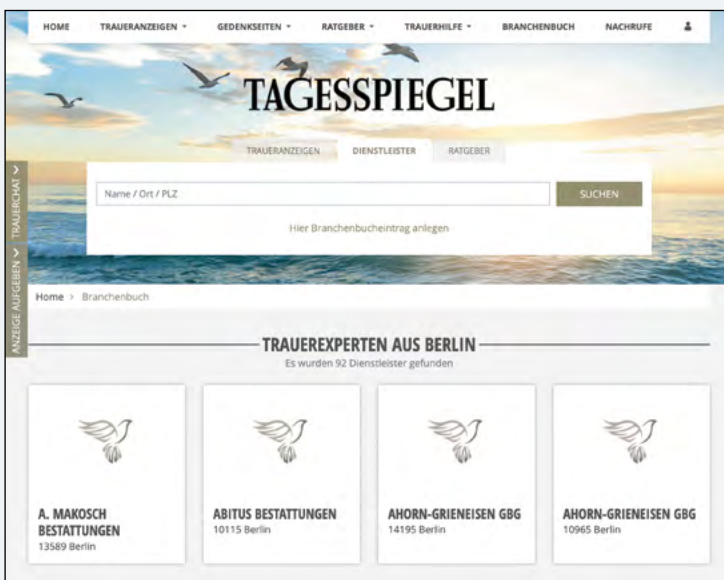 HOME TRAUERANZEIGEN GEDENKSEITEN RATGEBER TRAUERHILFE BRANCHENBUCH NACHRUFE
TAGESSPIEGEL
TRAUERANZEIGEN DIENSTLEISTER RATGEBER
Name / Ort / PLZ SUCHEN
Hier Branchenbucheintrag anlegen
TRAUERCHAT
ANZEIGE AUFGEBEN
Home > Branchenbuch
TRAUEREXPERTEN AUS BERLIN
Es wurden 92 Dienstleister gefunden
A. MAKOSCH
BESTATTUNGEN
13589 Berlin
ABITUS BESTATTUNGEN
10115 Berlin
AHORN-GRIENEISEN GBG
14195 Berlin
AHORN-GRIENEISEN GBG
10965 Berlin